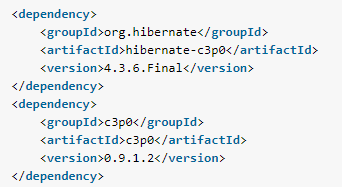 <dependency>
    <groupId>org.hibernate</groupId>
    <artifactId>hibernate-c3p0</artifactId>
    <version>4.3.6.Final</version>
</dependency>
<dependency>
    <groupId>c3p0</groupId>
    <artifactId>c3p0</artifactId>
    <version>0.9.1.2</version>
</dependency>